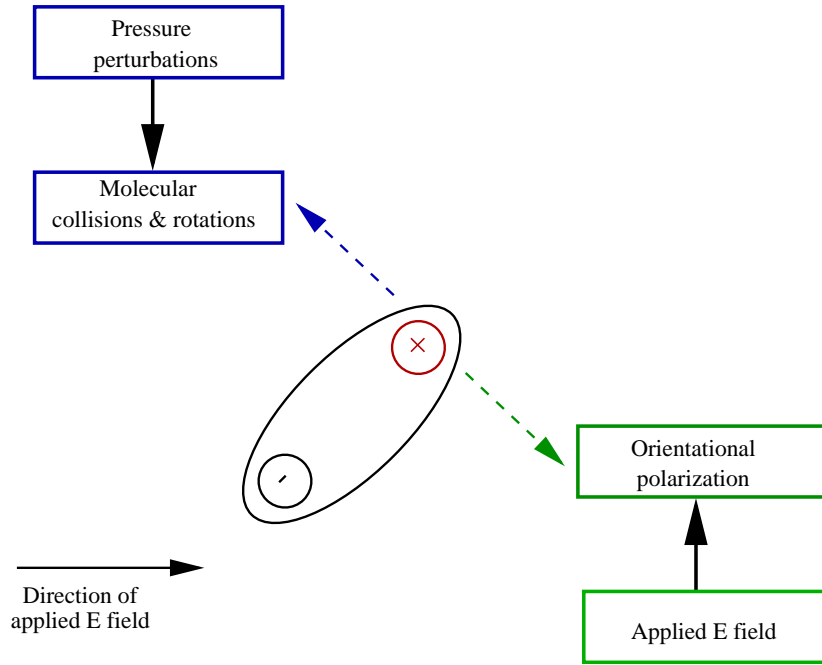 Pressure
perturbations
Molecular
collisions & rotations
Orientational
polarization
Direction of
applied E field
Applied E field